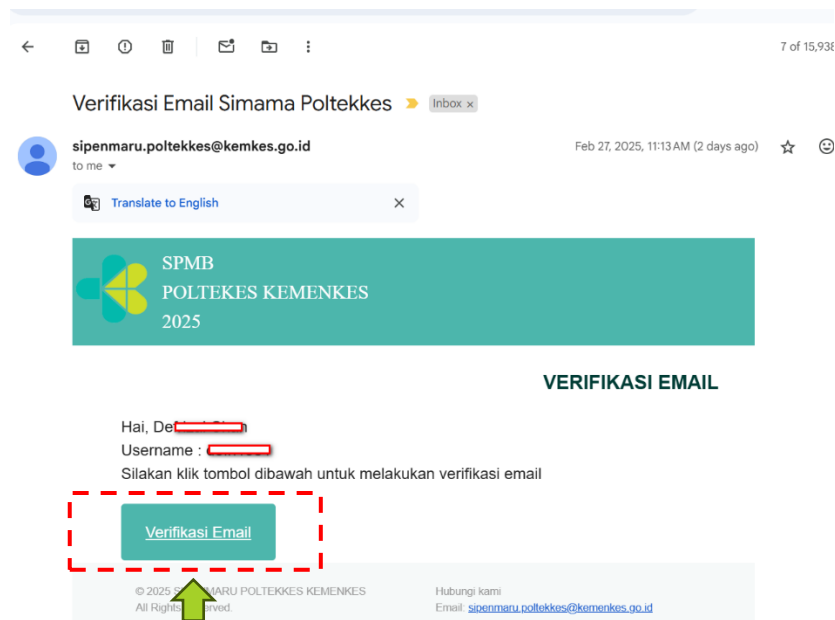 7 of 15,938
Verifikasi Email Simama Poltekkes
Inbox x
sipenmaru.poltekkes@kemkes.go.id
Feb 27, 2025, 11:13 AM (2 days ago)
to me
Translate to English
SPMB
POLTEKES KEMENKES
2025
VERIFIKASI EMAIL
Hai,
Username :
Silakan klik tombol dibawah untuk melakukan verifikasi email
Verifikasi Email
© 2025 POLTEKKES KEMENKES
All
Hubungi kami
Email: sipenmaru.poltekkes@kemenkes.go.id